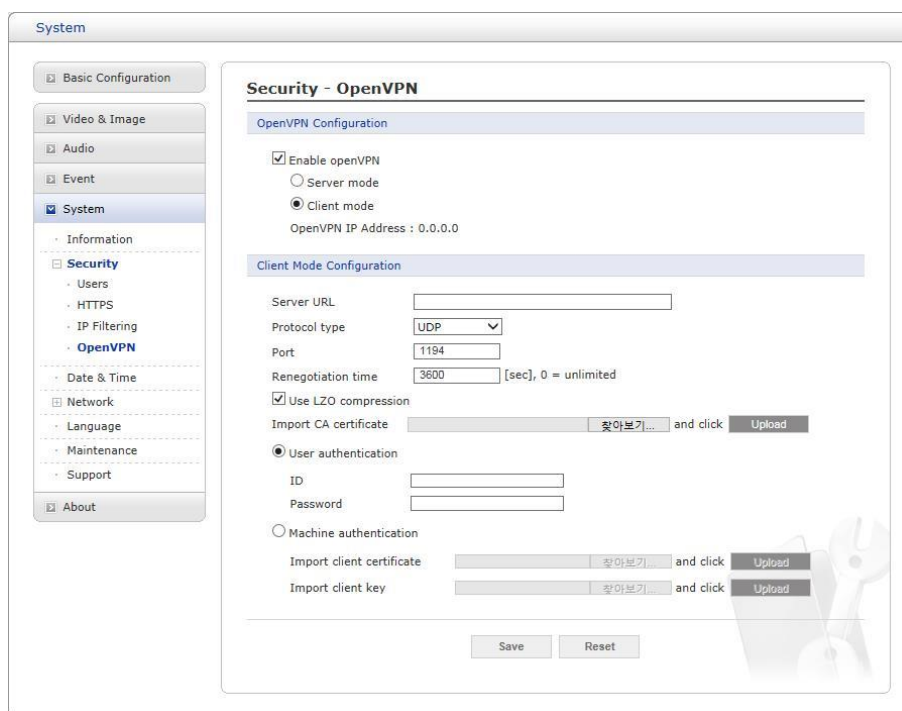 System
Basic Configuration
Video & Image
Audio
Event
System
Information
Security
Users
HTTPS
IP Filtering
OpenVPN
Date & Time
Network
Language
Maintenance
Support
About
Security - OpenVPN
OpenVPN Configuration
Enable openVPN
Server mode
Client mode
OpenVPN IP Address : 0.0.0.0
Client Mode Configuration
Server URL
Protocol type UDP
Port 1194
Renegotiation time 3600 [sec], 0 = unlimited
Use LZO compression
Import CA certificate 찾아보기... and click Upload
User authentication
ID
Password
Machine authentication
Import client certificate 찾아보기... and click Upload
Import client key 찾아보기... and click Upload
Save Reset